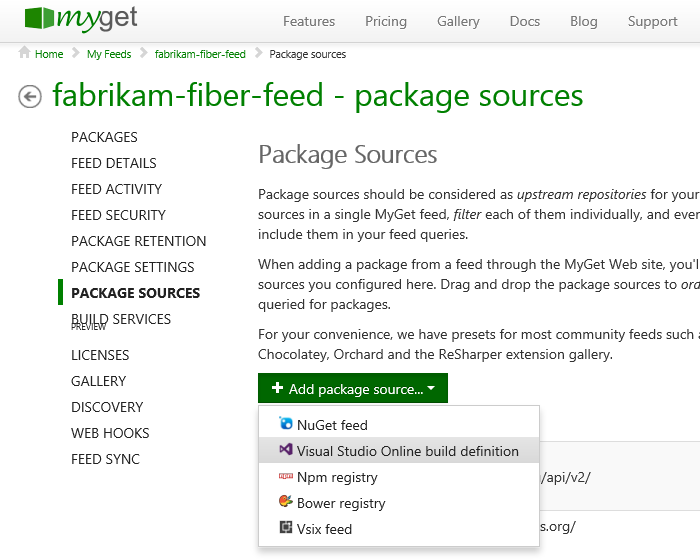 myget
Features Pricing Gallery Docs Blog Support
Home My Feeds fabrikam-fiber-feed Package sources
fabrikam-fiber-feed - package sources
PACKAGES
FEED DETAILS
FEED ACTIVITY
FEED SECURITY
PACKAGE RETENTION
PACKAGE SETTINGS
PACKAGE SOURCES
BUILD SERVICES
PREVIEW
LICENSES
GALLERY
DISCOVERY
WEB HOOKS
FEED SYNC
Package Sources
Package sources should be considered as upstream repositories for your
sources in a single MyGet feed, filter each of them individually, and ever
include them in your feed queries.
When adding a package from a feed through the MyGet Web site, you'l
sources you configured here. Drag and drop the package sources to ord
queried for packages.
For your convenience, we have presets for most community feeds such a
Chocolatey, Orchard and the ReSharper extension gallery.
+ Add package source...
NuGet feed
Visual Studio Online build definition
Npm registry
Bower registry
Vsix feed
/api/v2/
s.org/